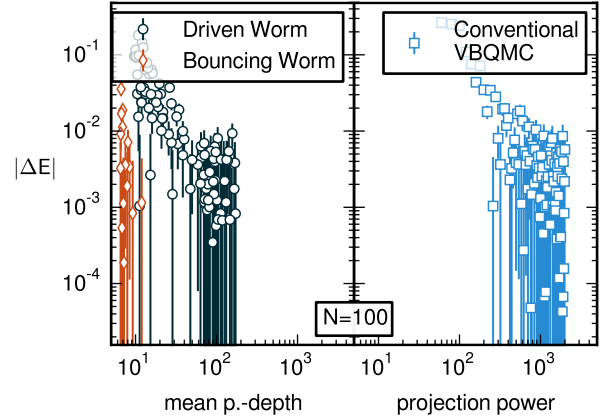 Driven Worm
Bouncing Worm
Conventional
VBQMC
10^-1
10^-2
|ΔE|
10^-3
10^-4
N=100
10^1 10^2 10^3 10^1 10^2 10^3
mean p.-depth
projection power